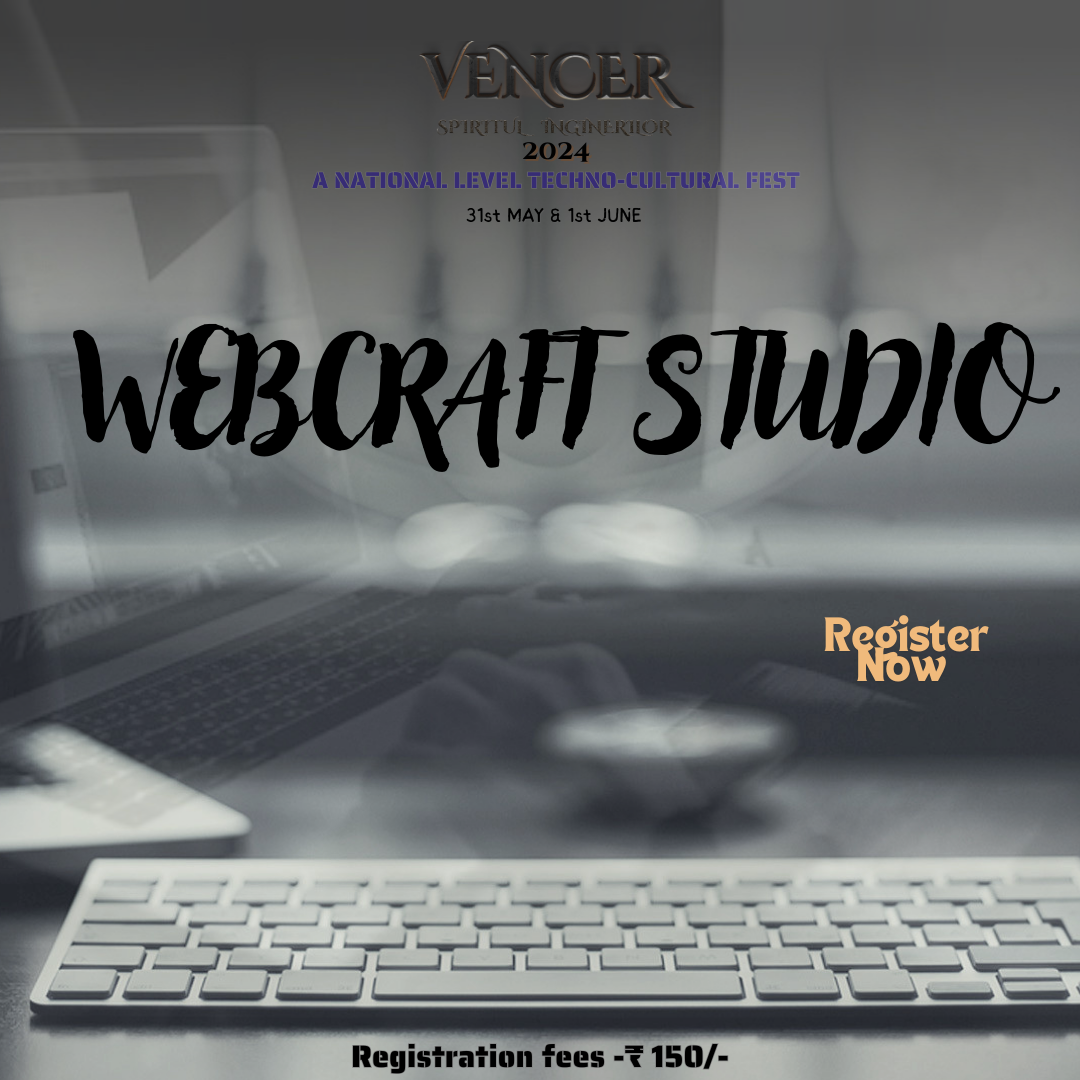 VENCER
SPIRITUL INGINERILOR
2024
A NATIONAL LEVEL TECHNO-CULTURAL FEST
31st MAY & 1st JUNE
WEBCRAFT STUDIO
Register
Now
Registration fees -₹ 150/-